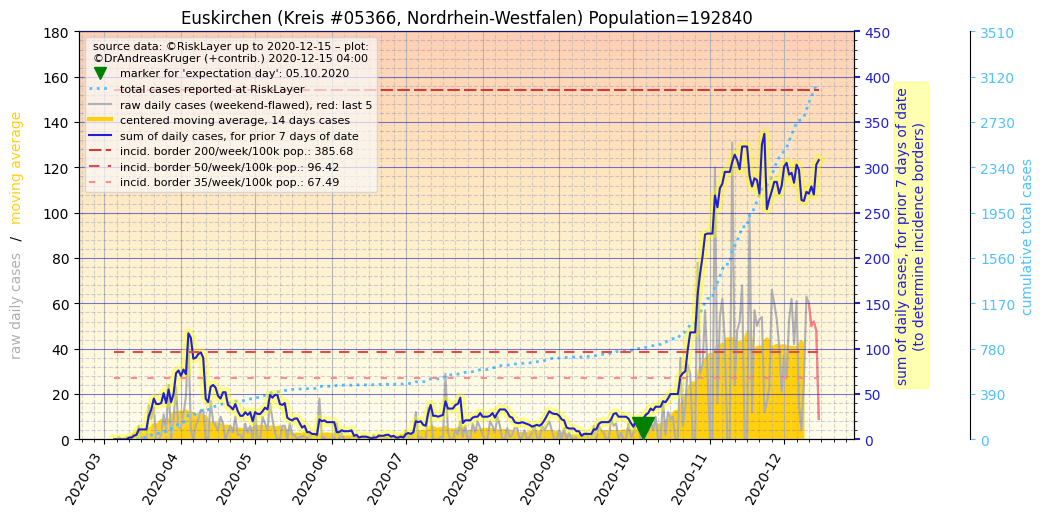 Euskirchen (Kreis #05366, Nordrhein-Westfalen) Population=192840
source data: ©RiskLayer up to 2020-12-15 – plot:
©DrAndreasKruger (+contrib.) 2020-12-15 04:00
marker for 'expectation day': 05.10.2020
total cases reported at RiskLayer
raw daily cases (weekend-flawed), red: last 5
centered moving average, 14 days cases
sum of daily cases, for prior 7 days of date
incid. border 200/week/100k pop.: 385.68
incid. border 50/week/100k pop.: 96.42
incid. border 35/week/100k pop.: 67.49
raw daily cases / moving average
180
160
140
120
100
80
60
40
20
0
2020-03
2020-04
2020-05
2020-06
2020-07
2020-08
2020-09
2020-10
2020-11
2020-12
450
400
350
300
250
200
150
100
50
0
sum of daily cases, for prior 7 days of date
(to determine incidence borders)
3510
3120
2730
2340
1950
1560
1170
780
390
0
cumulative total cases